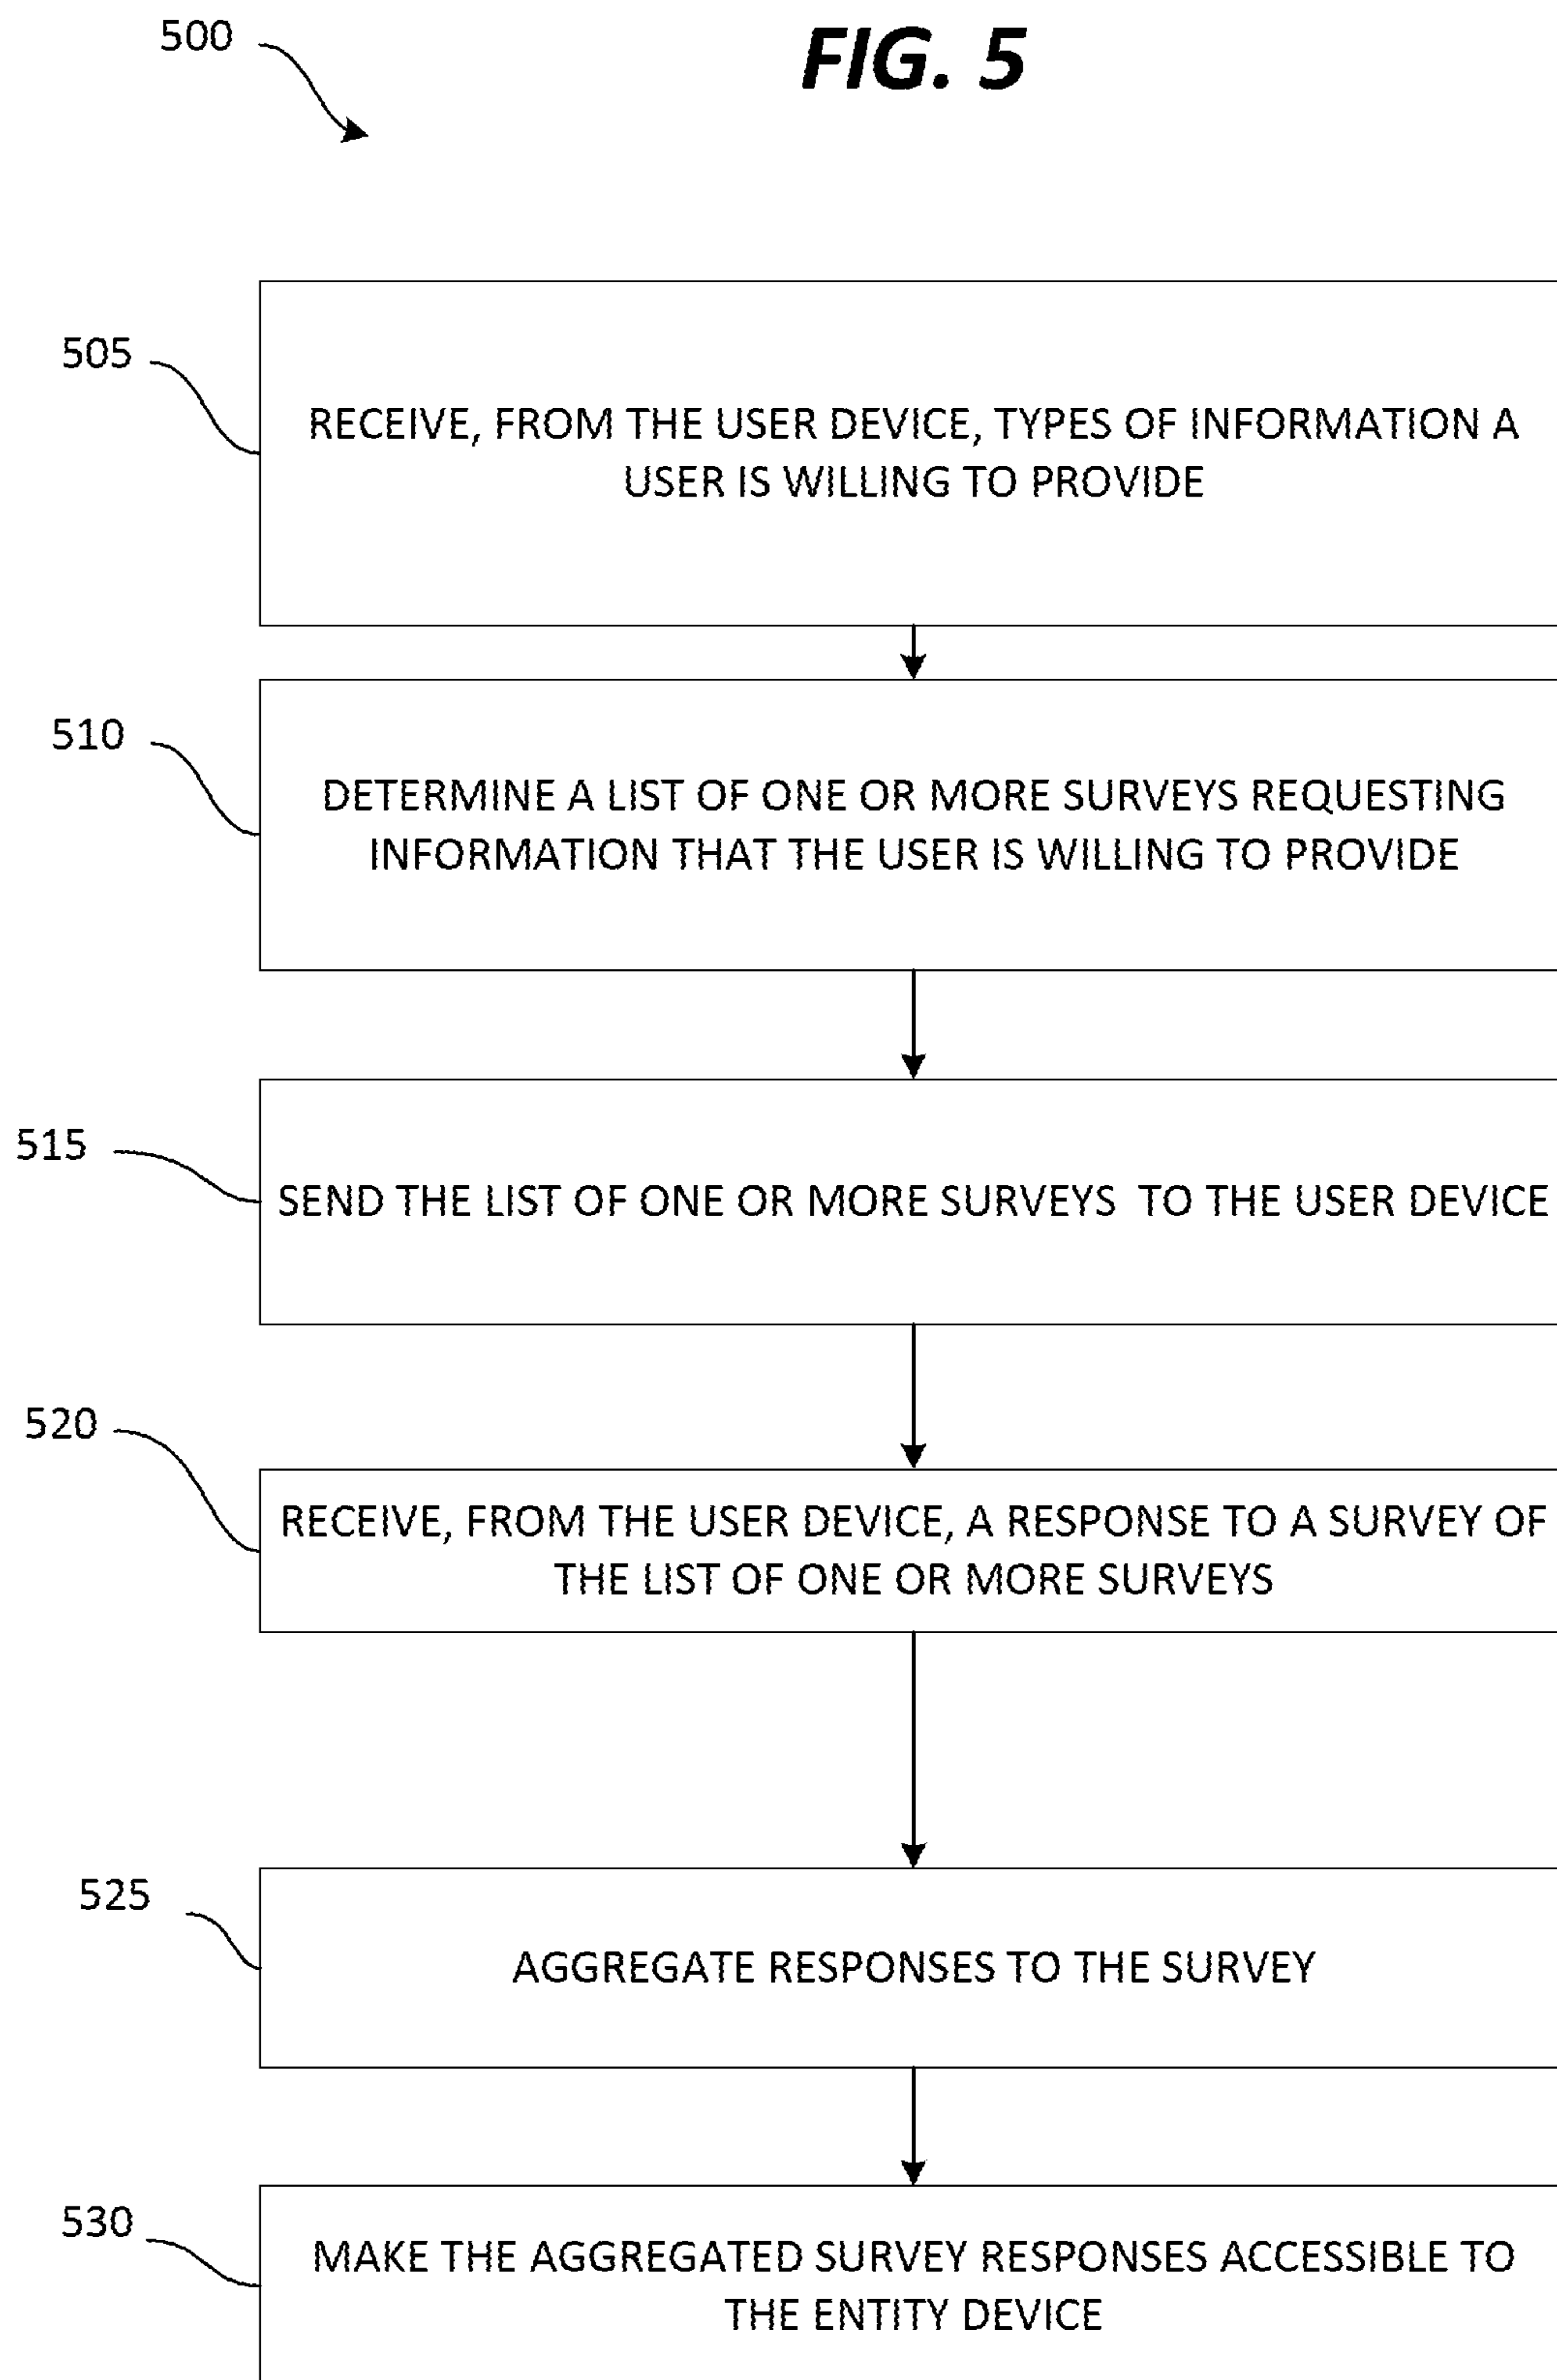 500
FIG. 5
505
RECEIVE, FROM THE USER DEVICE, TYPES OF INFORMATION A
USER IS WILLING TO PROVIDE
510
DETERMINE A LIST OF ONE OR MORE SURVEYS REQUESTING
INFORMATION THAT THE USER IS WILLING TO PROVIDE
515
SEND THE LIST OF ONE OR MORE SURVEYS TO THE USER DEVICE
520
RECEIVE, FROM THE USER DEVICE, A RESPONSE TO A SURVEY OF
THE LIST OF ONE OR MORE SURVEYS
525
AGGREGATE RESPONSES TO THE SURVEY
530
MAKE THE AGGREGATED SURVEY RESPONSES ACCESSIBLE TO
THE ENTITY DEVICE